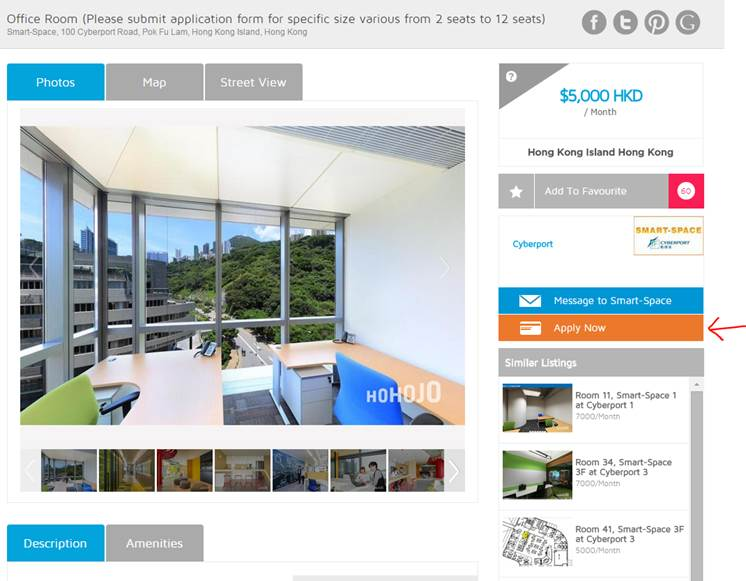 Office Room (Please submit application form for specific size various from 2 seats to 12 seats)
Smart-Space, 100 Cyberport Road, Pok Fu Lam, Hong Kong Island, Hong Kong
Photos
Map
Street View
HOHOJO
Description
Amenities
?
$5,000 HKD
/ Month
Hong Kong Island Hong Kong
Add To Favourite
60
Cyberport
SMART-SPACE
CYBERPORT
Message to Smart-Space
Apply Now
Similar Listings
Room 11, Smart-Space 1
at Cyberport 1
7000/Month
Room 34, Smart-Space
3F at Cyberport 3
7000/Month
Room 41, Smart-Space 3F
at Cyberport 3
5000/Month